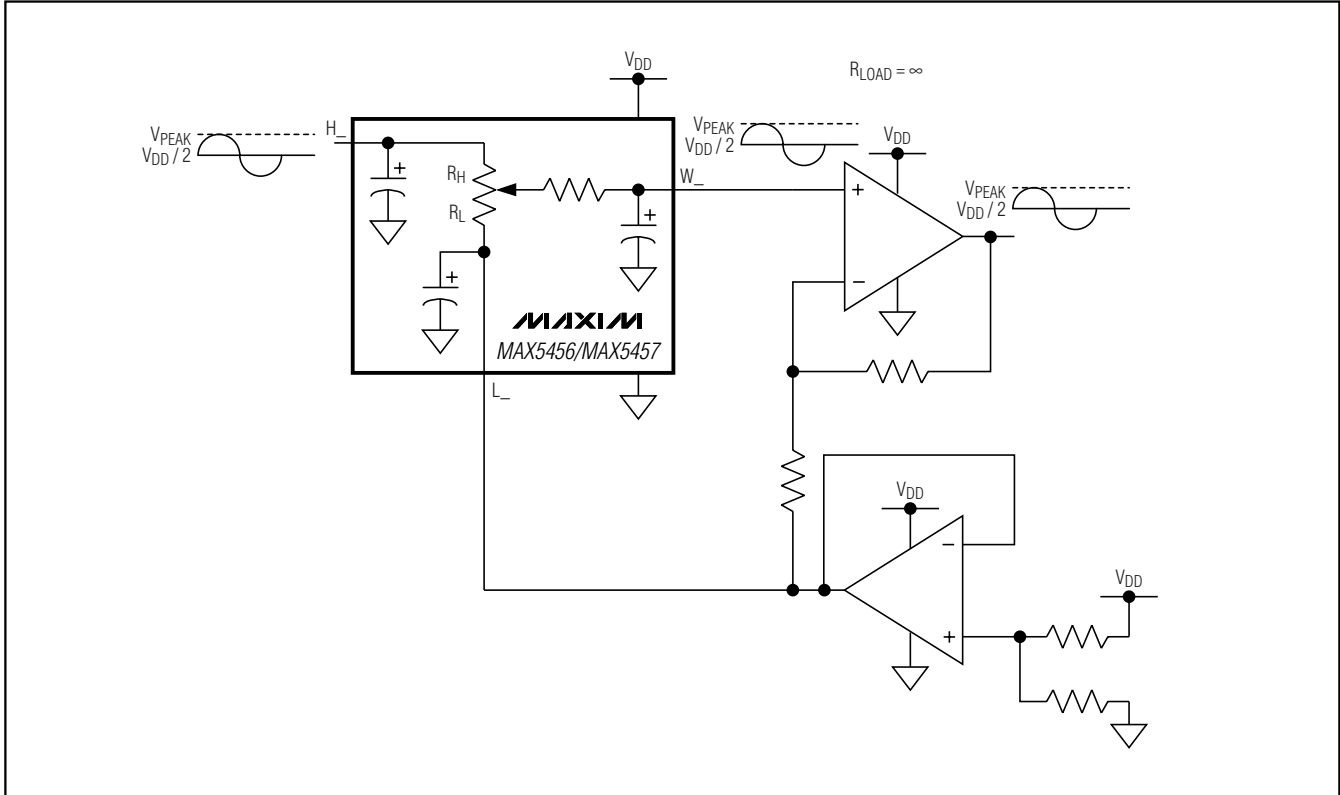 VDD
RLOAD = ∞
H_
VPEAK
VDD / 2
VPEAK
VDD / 2
VDD
RH
RL
+
+
+
W_
+
−
VPEAK
VDD / 2
MAXIM
MAX5456/MAX5457
L_
VDD
−
+
VDD